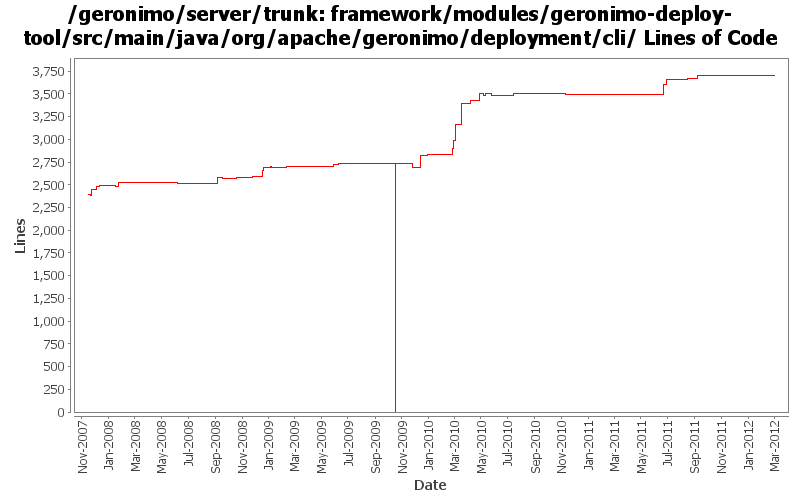 /geronimo/server/trunk: framework/modules/geronimo-deploy-
tool/src/main/java/org/apache/geronimo/deployment/cli/ Lines of Code
3,750
3,500
3,250
3,000
2,750
2,500
2,250
2,000
1,750
1,500
1,250
1,000
750
500
250
0
Lines
Nov-2007
Jan-2008
Mar-2008
May-2008
Jul-2008
Sep-2008
Nov-2008
Jan-2009
Mar-2009
May-2009
Jul-2009
Sep-2009
Nov-2009
Jan-2010
Mar-2010
May-2010
Jul-2010
Sep-2010
Nov-2010
Jan-2011
Mar-2011
May-2011
Jul-2011
Sep-2011
Nov-2011
Jan-2012
Mar-2012
Date